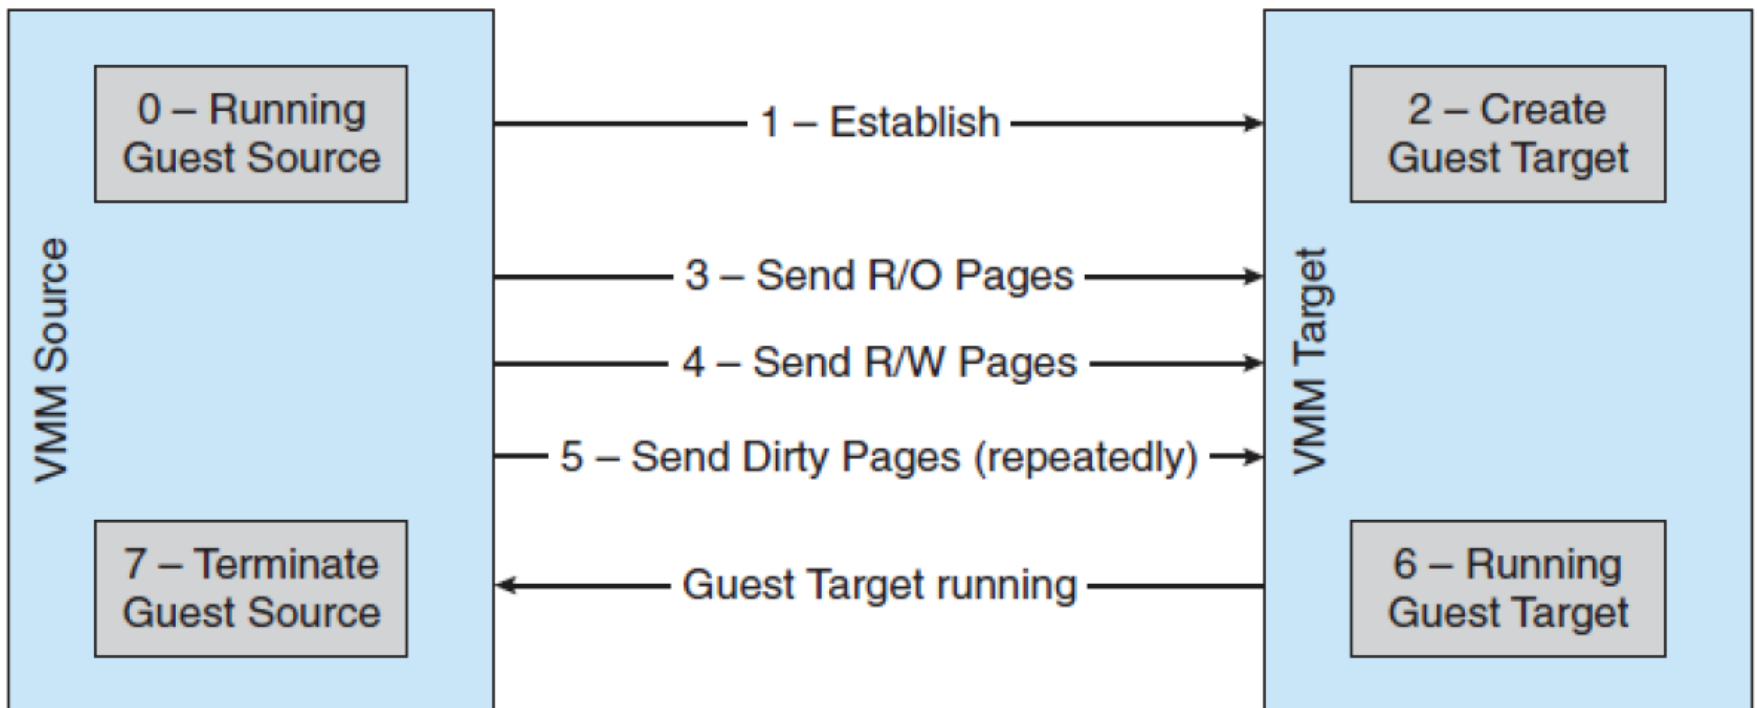 0 – Running
Guest Source
1 – Establish
2 – Create
Guest Target
VMM Source
3 – Send R/O Pages
4 – Send R/W Pages
5 – Send Dirty Pages (repeatedly)
VMM Target
7 – Terminate
Guest Source
Guest Target running
6 – Running
Guest Target